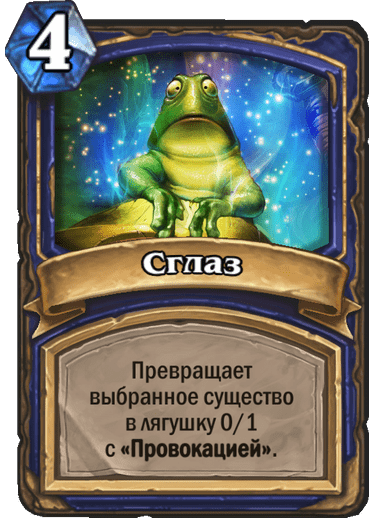 4
Сглаз
Превращает
выбранное существо
в лягушку 0/1
с «Провокацией».